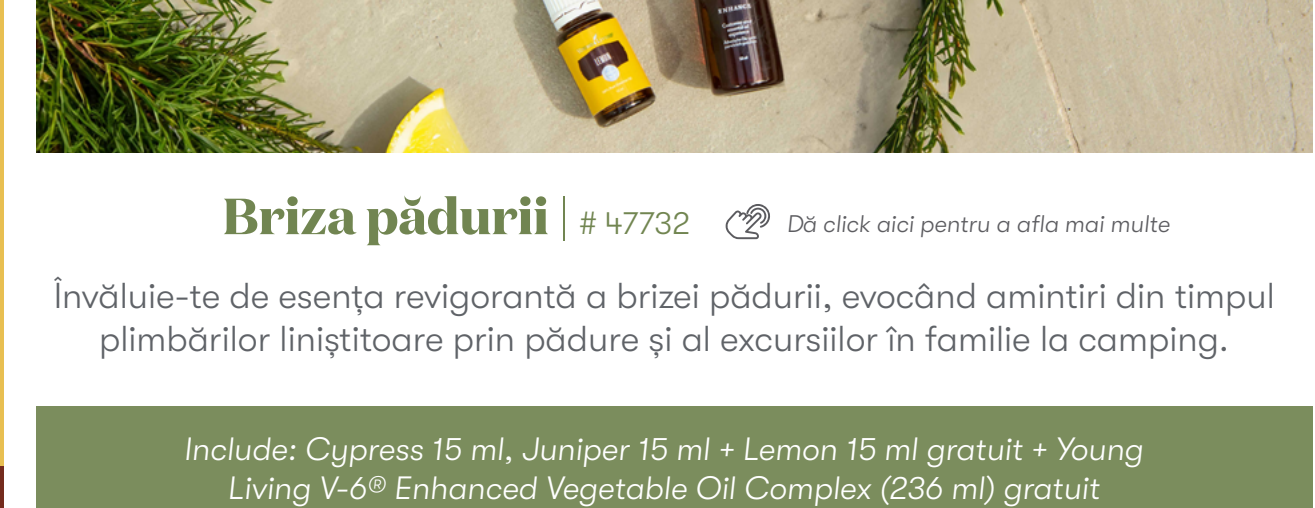 LEMON
ENHANCE
Briza pădurii | # 47732
Dă click aici pentru a afla mai multe
Învăluie-te de esența revigorantă a brizei pădurii, evocând amintiri din timpul
plimbărilor liniștitoare prin pădure și al excursiilor în familie la camping.
Include: Cypress 15 ml, Juniper 15 ml + Lemon 15 ml gratuit + Young
Living V-6® Enhanced Vegetable Oil Complex (236 ml) gratuit